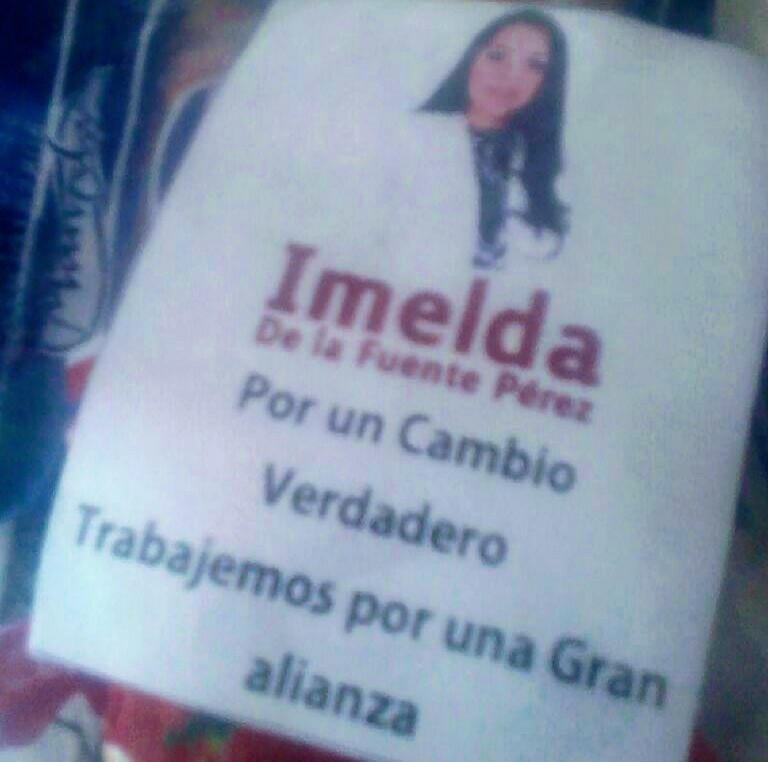 Imelda
De la Fuente Pérez
Por un Cambio
Verdadero
Trabajemos por una Gran
alianza